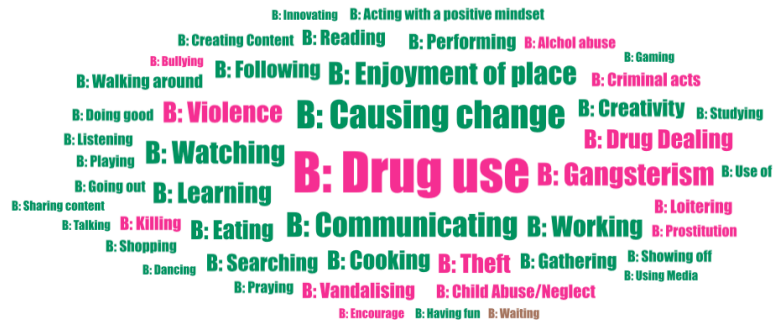 B: Innovating
B: Acting with a positive mindset
B: Creating Content
B: Reading
B: Performing
B: Alchol abuse
B: Bullying
B: Following
B: Enjoyment of place
B: Gaming
B: Walking around
B: Criminal acts
B: Doing good
B: Violence
B: Causing change
B: Creativity
B: Studying
B: Listening
B: Watching
B: Drug Dealing
B: Playing
B: Drug use
B: Gangsterism
B: Use of
B: Going out
B: Learning
B: Sharing content
B: Loitering
B: Talking
B: Killing
B: Eating
B: Communicating
B: Working
B: Prostitution
B: Shopping
B: Searching
B: Cooking
B: Theft
B: Gathering
B: Showing off
B: Dancing
B: Using Media
B: Praying
B: Vandalising
B: Child Abuse/Neglect
B: Encourage
B: Having fun
B: Waiting